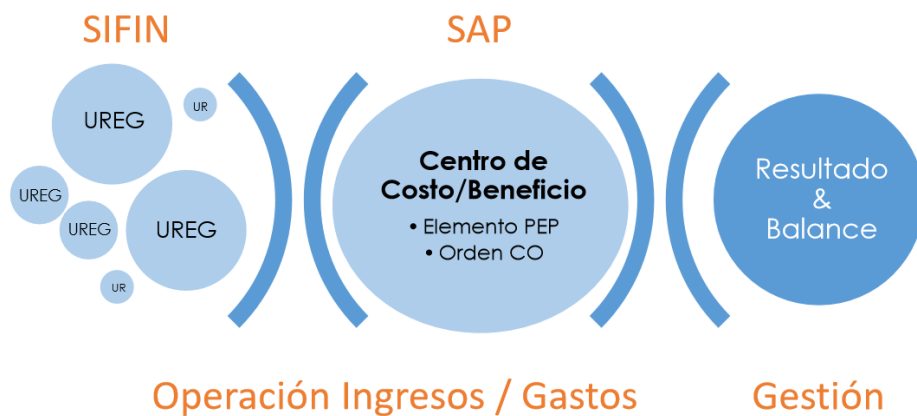 SIFIN
SAP
UREG
UR
UREG
UREG
UREG
UR
Centro de
Costo/Beneficio
• Elemento PEP
• Orden CO
Resultado
&
Balance
Operación Ingresos / Gastos
Gestión